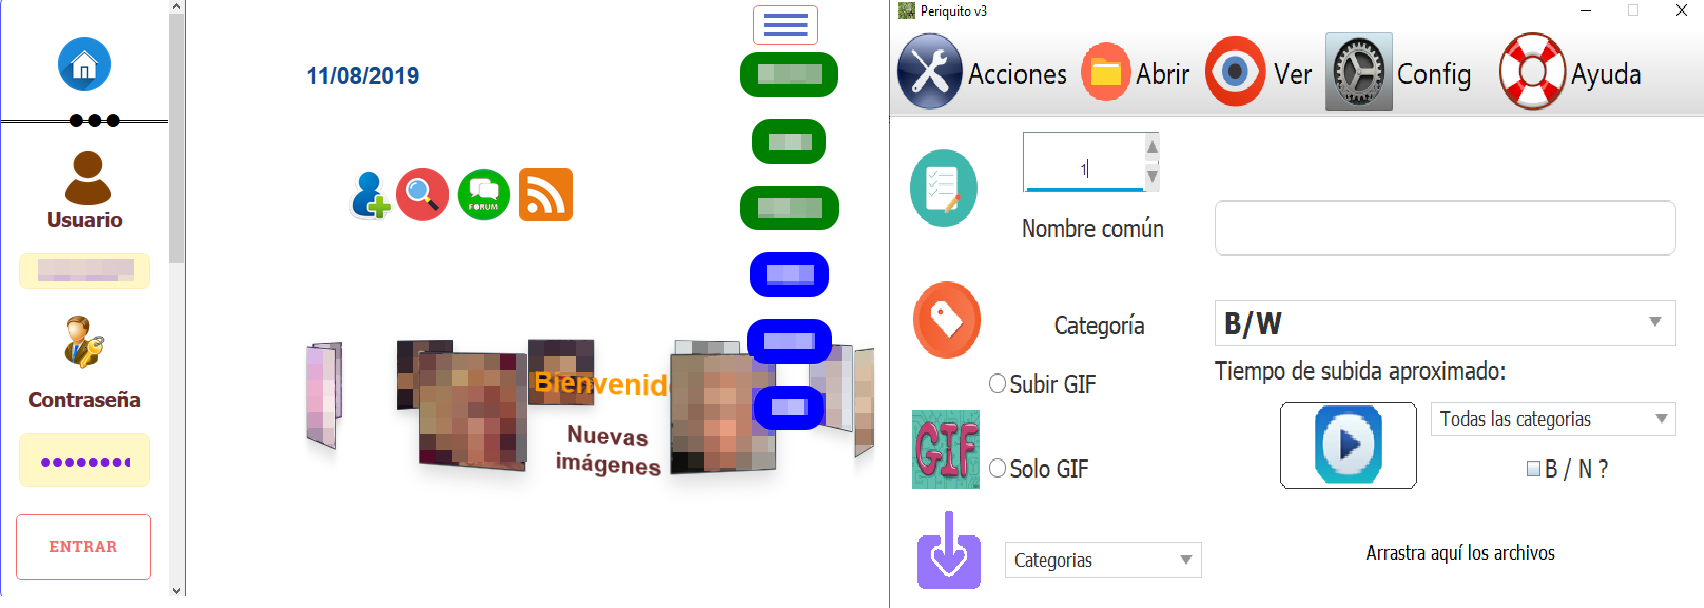 11/08/2019
Usuario
Contraseña
ENTRAR
FORUM
Bienvenid
Nuevas
imágenes
Periquito v3
Acciones
Abrir
Ver
Config
Ayuda
1
Nombre común
Categoría
B/W
Tiempo de subida aproximado:
Subir GIF
Todas las categorias
GIF
Solo GIF
B / N ?
Categorias
Arrastra aquí los archivos